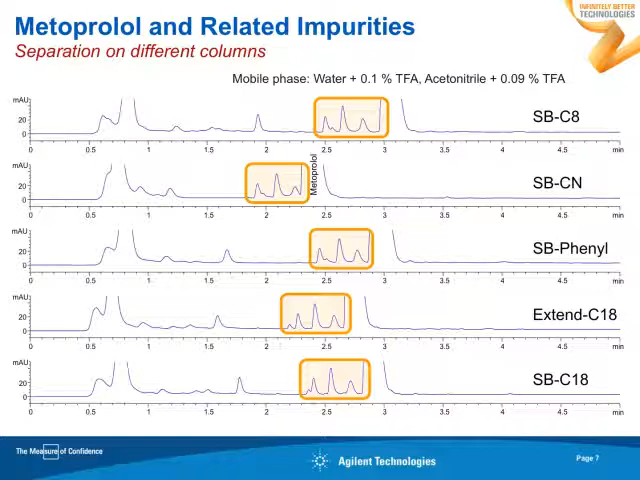 Metoprolol and Related Impurities
Separation on different columns
INFINITELY BETTER
TECHNOLOGIES
Mobile phase: Water + 0.1 % TFA, Acetonitrile + 0.09 % TFA
mAU
20
0
0 0.5 1 1.5 2 2.5 3 3.5 4 4.5 min
SB-C8
mAU
20
0
0 0.5 1 1.5 2 2.5 3 3.5 4 4.5 min
Metoprolol
SB-CN
mAU
20
0
0 0.5 1 1.5 2 2.5 3 3.5 4 4.5 min
SB-Phenyl
mAU
20
0
0 0.5 1 1.5 2 2.5 3 3.5 4 4.5 min
Extend-C18
mAU
20
0
0 0.5 1 1.5 2 2.5 3 3.5 4 4.5 min
SB-C18
The Measure of Confidence
Agilent Technologies
Page 7